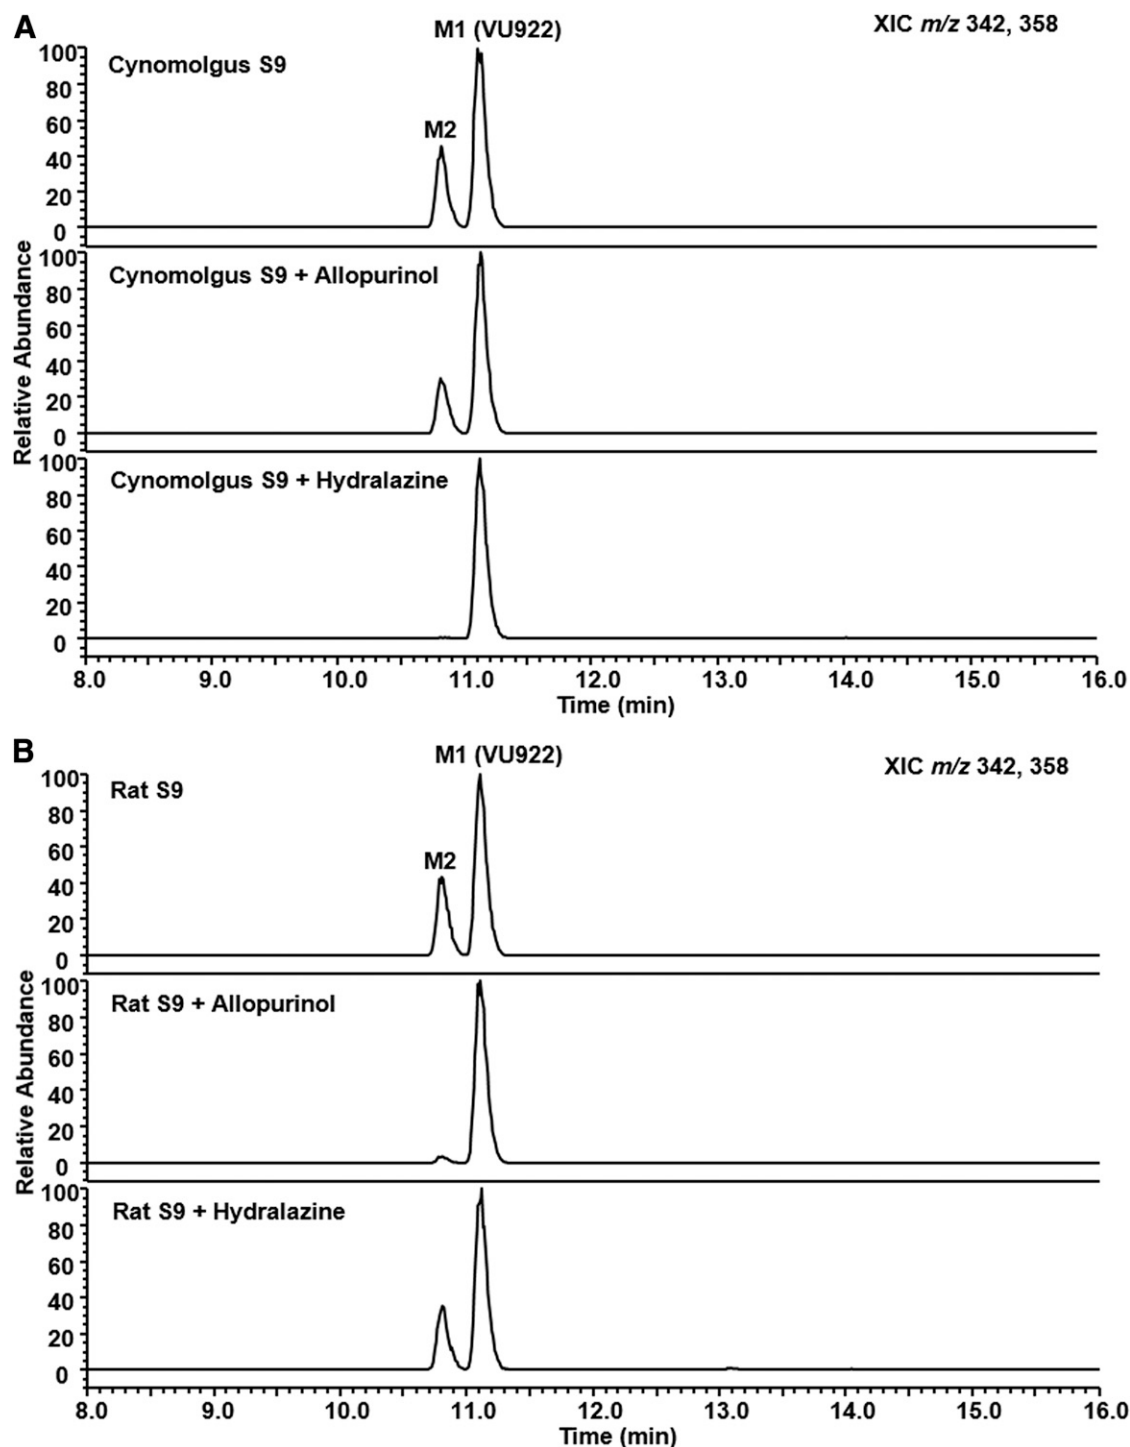 A
M1 (VU922)
XIC m/z 342, 358
Cynomolgus S9
M2
100
80
60
40
20
0
Cynomolgus S9 + Allopurinol
100
80
60
40
20
0
Cynomolgus S9 + Hydralazine
100
80
60
40
20
0
Relative Abundance
8.0 9.0 10.0 11.0 12.0 13.0 14.0 15.0 16.0
Time (min)
B
M1 (VU922)
XIC m/z 342, 358
Rat S9
M2
100
80
60
40
20
0
Rat S9 + Allopurinol
100
80
60
40
20
0
Rat S9 + Hydralazine
100
80
60
40
20
0
Relative Abundance
8.0 9.0 10.0 11.0 12.0 13.0 14.0 15.0 16.0
Time (min)